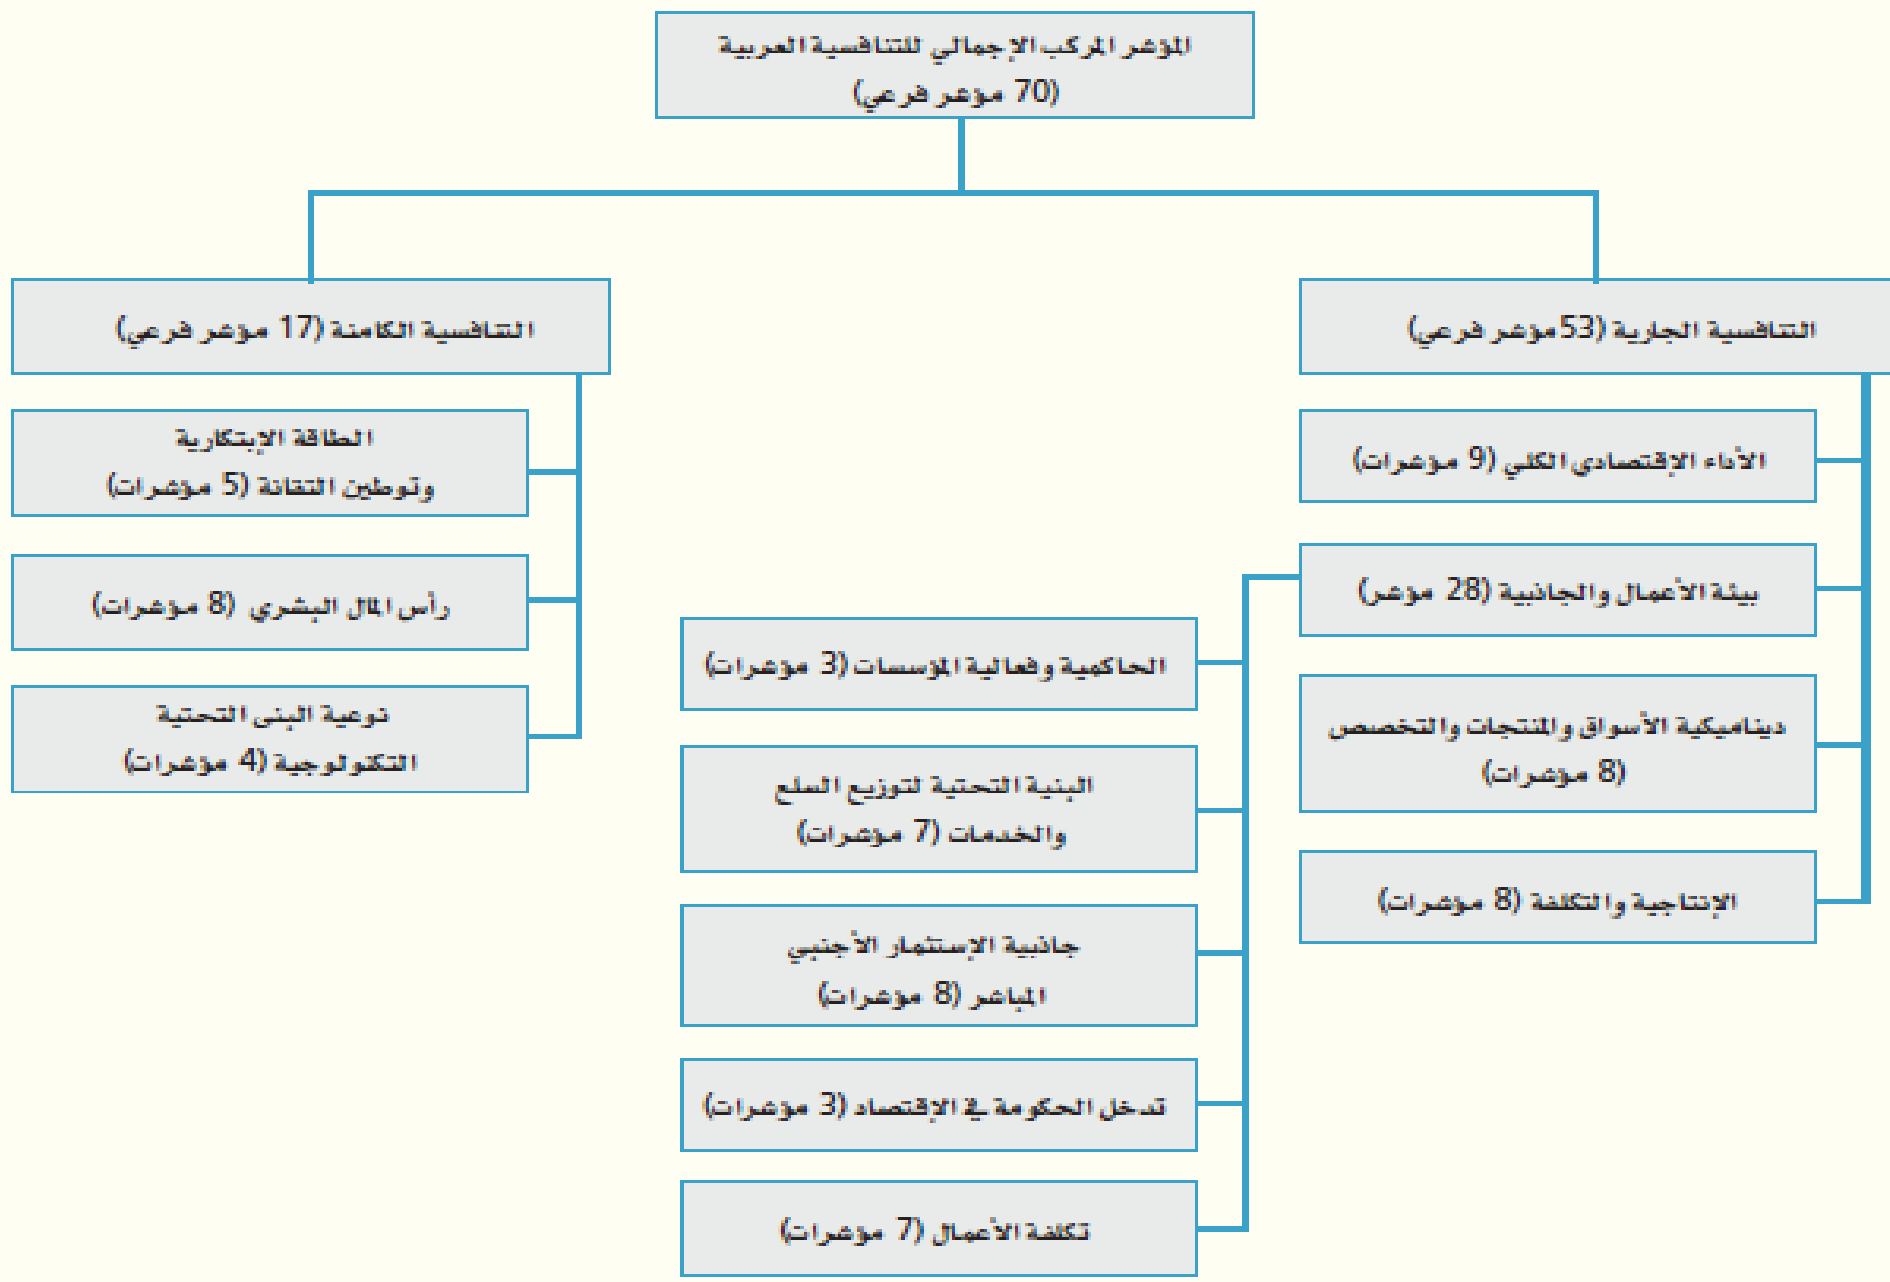 المؤشر المركب الإجمالي للتنافسية العربية
(70 مؤشر فرعي)
التنافسية الجارية (53 مؤشر فرعي)
الأداء الإقتصادي الكلي (9 مؤشرات)
بيئة الأعمال والجاذبية (28 مؤشر)
الحاكمية وفعالية المؤسسات (3 مؤشرات)
البنية التحتية لتوزيع السلع
والخدمات (7 مؤشرات)
جاذبية الإستثمار الأجنبي
المباشر (8 مؤشرات)
تدخل الحكومة في الإقتصاد (3 مؤشرات)
تكلفة الأعمال (7 مؤشرات)
ديناميكية الأسواق والمنتجات والتخصص
(8 مؤشرات)
الإنتاجية والتكلفة (8 مؤشرات)
التنافسية الكامنة (17 مؤشر فرعي)
الطاقة الإبتكارية
وتوطين التقانة (5 مؤشرات)
رأس المال البشري (8 مؤشرات)
نوعية البنى التحتية
التكنولوجية (4 مؤشرات)